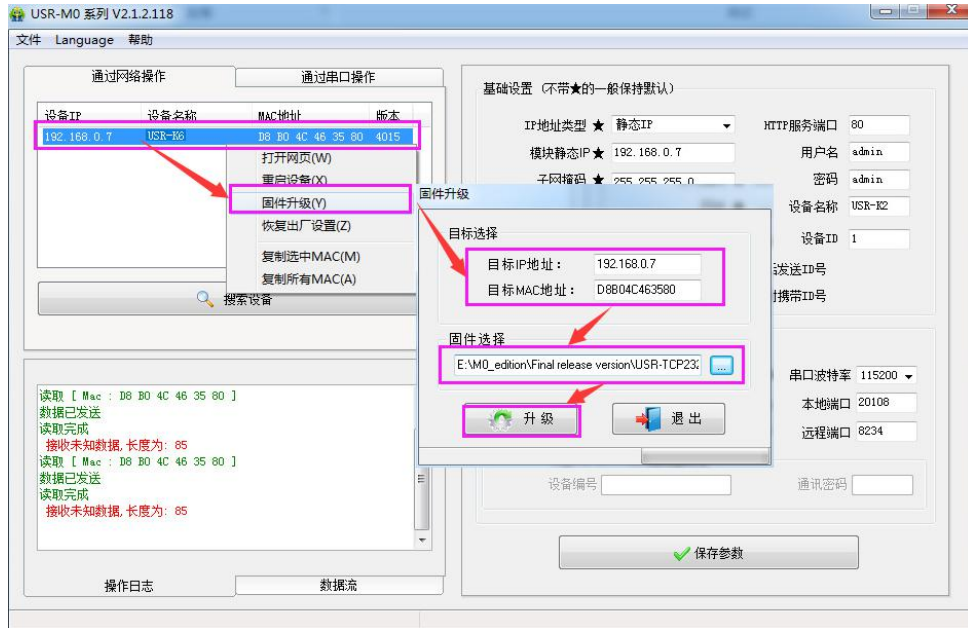 USR-M0 系列 V2.1.2.118
文件 Language 帮助
通过网络操作 通过串口操作
设备IP 设备名称 MAC地址 版本
192.168.0.7 USR-K6 D8 B0 4C 46 35 80 4015
打开网页(W)
重启设备(X)
固件升级(Y)
恢复出厂设置(Z)
复制选中MAC(M)
复制所有MAC(A)
搜索设备
读取 [ Mac : D8 B0 4C 46 35 80 ]
数据已发送
读取完成
接收未知数据,长度为: 85
读取 [ Mac : D8 B0 4C 46 35 80 ]
数据已发送
读取完成
接收未知数据,长度为: 85
操作日志 数据流
基础设置 (不带★的一般保持默认)
IP地址类型 ★ 静态IP HTTP服务端口 80
模块静态IP★ 192.168.0.7 用户名 admin
子网掩码 ★ 255.255.255.0 密码 admin
设备名称 USR-K2
设备ID 1
发送ID号
携带ID号
固件升级
目标选择
目标IP地址: 192.168.0.7
目标MAC地址: D8B04C463580
固件选择
E:\M0_edition\Final release version\USR-TCP232 ...
升 级 退 出
串口波特率 115200
本地端口 20108
远程端口 8234
设备编号 通讯密码
保存参数